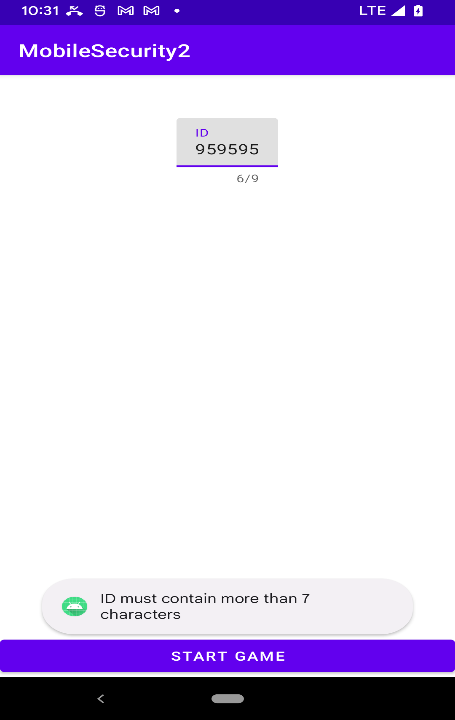 10:31
LTE
MobileSecurity2
ID
959595
6/9
ID must contain more than 7
characters
START GAME